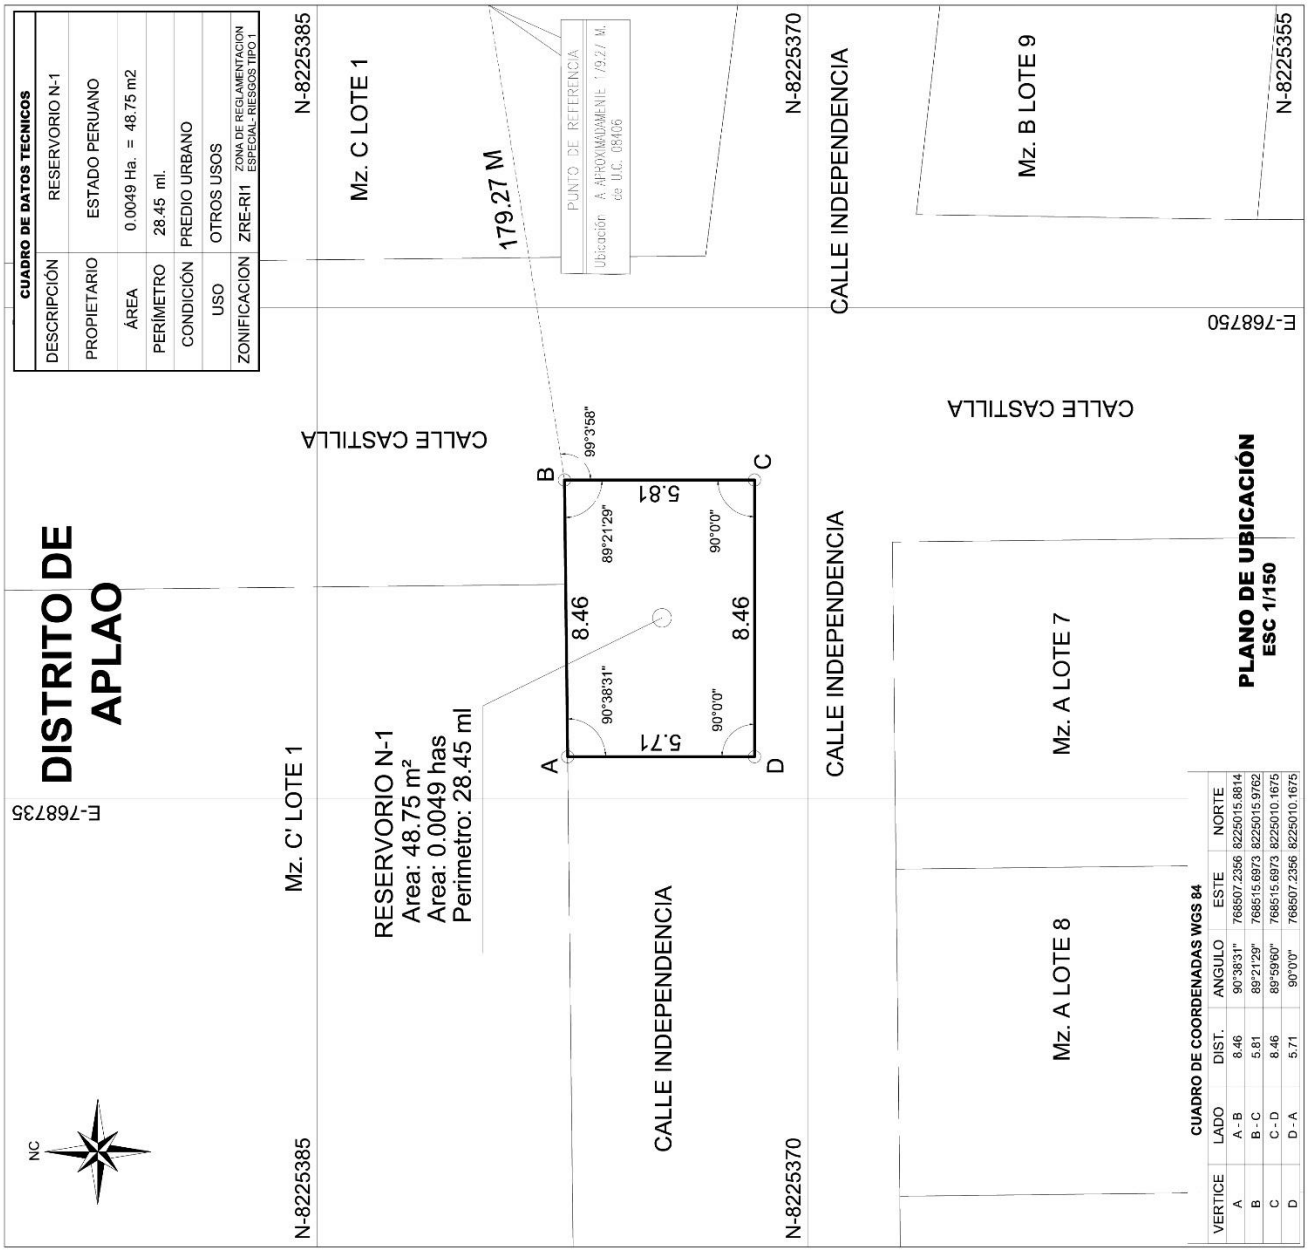 DISTRITO DE
APLAO
NC
CUADRO DE DATOS TECNICOS
DESCRIPCIÓN RESERVORIO N-1
PROPIETARIO ESTADO PERUANO
ÁREA 0.0049 Ha. = 48.75 m2
PERÍMETRO 28.45 ml.
CONDICIÓN PREDIO URBANO
USO OTROS USOS
ZONIFICACION ZRE-RI1 ZONA DE REGLAMENTACION
ESPECIAL- RIESGOS TIPO 1
E-768735
E-768750
N-8225385
N-8225385
N-8225370
N-8225370
N-8225355
Mz. C' LOTE 1
Mz. C LOTE 1
CALLE CASTILLA
179.27 M
PUNTO DE REFERENCIA
Ubicación A APROXIMADAMENTE 179.27 M.
de U.C. 08406
RESERVORIO N-1
Area: 48.75 m²
Area: 0.0049 has
Perimetro: 28.45 ml
A
B
C
D
8.46
5.81
8.46
5.71
90°38'31"
89°21'29"
99°3'58"
90°0'0"
90°0'0"
CALLE INDEPENDENCIA
CALLE INDEPENDENCIA
CALLE INDEPENDENCIA
CALLE CASTILLA
Mz. A LOTE 8
Mz. A LOTE 7
Mz. B LOTE 9
CUADRO DE COORDENADAS WGS 84
VERTICE LADO DIST. ANGULO ESTE NORTE
A A - B 8.46 90°38'31" 768507.2356 8225015.8814
B B - C 5.81 89°21'29" 768515.6973 8225015.9762
C C - D 8.46 89°59'60" 768515.6973 8225010.1675
D D - A 5.71 90°0'0" 768507.2356 8225010.1675
PLANO DE UBICACIÓN
ESC 1/150